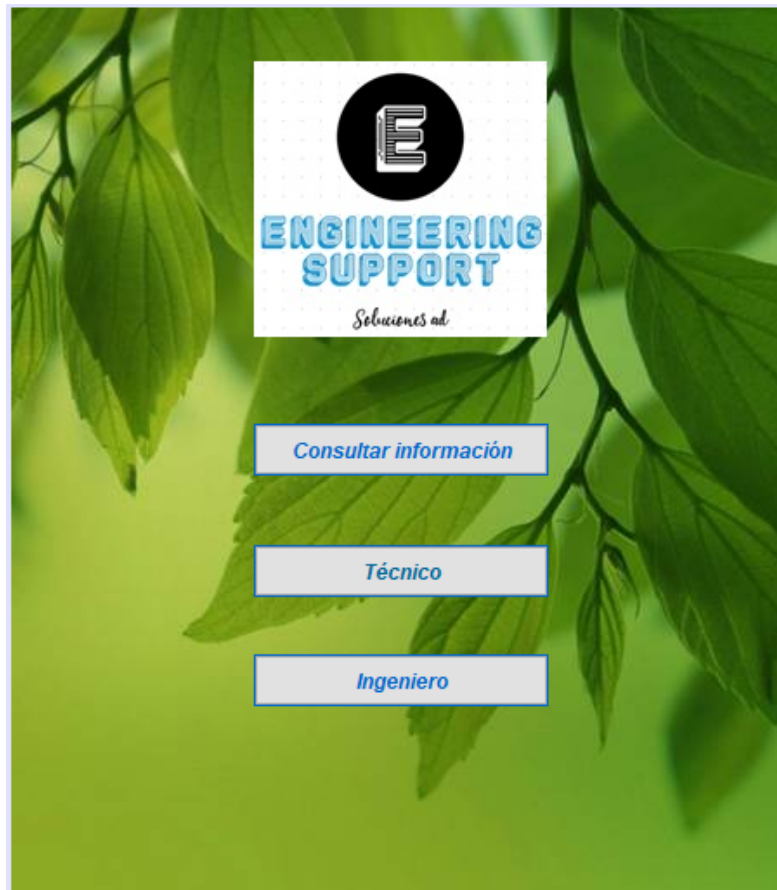 E
ENGINEERING
SUPPORT
Soluciones ad
Consultar información
Técnico
Ingeniero